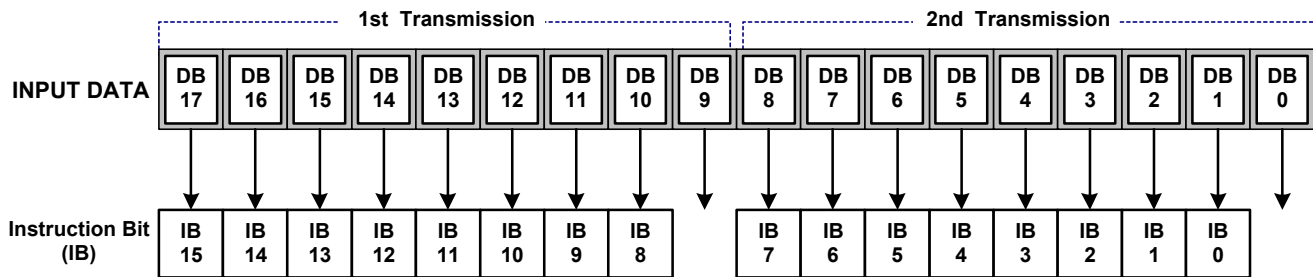 1st Transmission 2nd Transmission
INPUT DATA DB 17 DB 16 DB 15 DB 14 DB 13 DB 12 DB 11 DB 10 DB 9 DB 8 DB 7 DB 6 DB 5 DB 4 DB 3 DB 2 DB 1 DB 0
Instruction Bit (IB) IB 15 IB 14 IB 13 IB 12 IB 11 IB 10 IB 9 IB 8 IB 7 IB 6 IB 5 IB 4 IB 3 IB 2 IB 1 IB 0